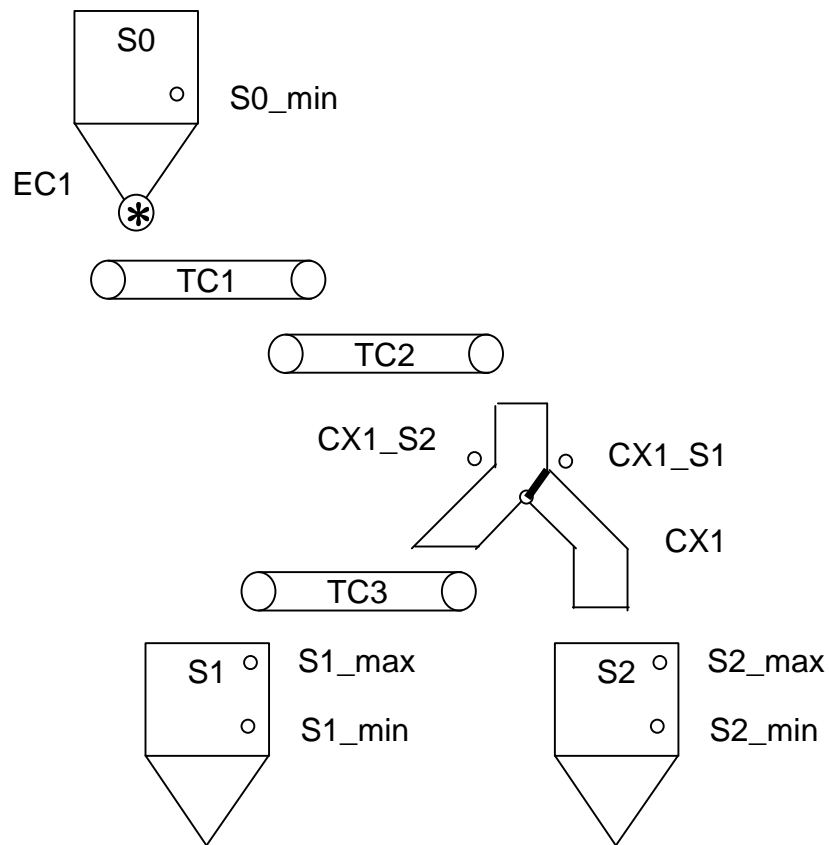 S0
S0_min
EC1
*
TC1
TC2
CX1_S2
CX1_S1
CX1
TC3
S1
S1_max
S1_min
S2
S2_max
S2_min